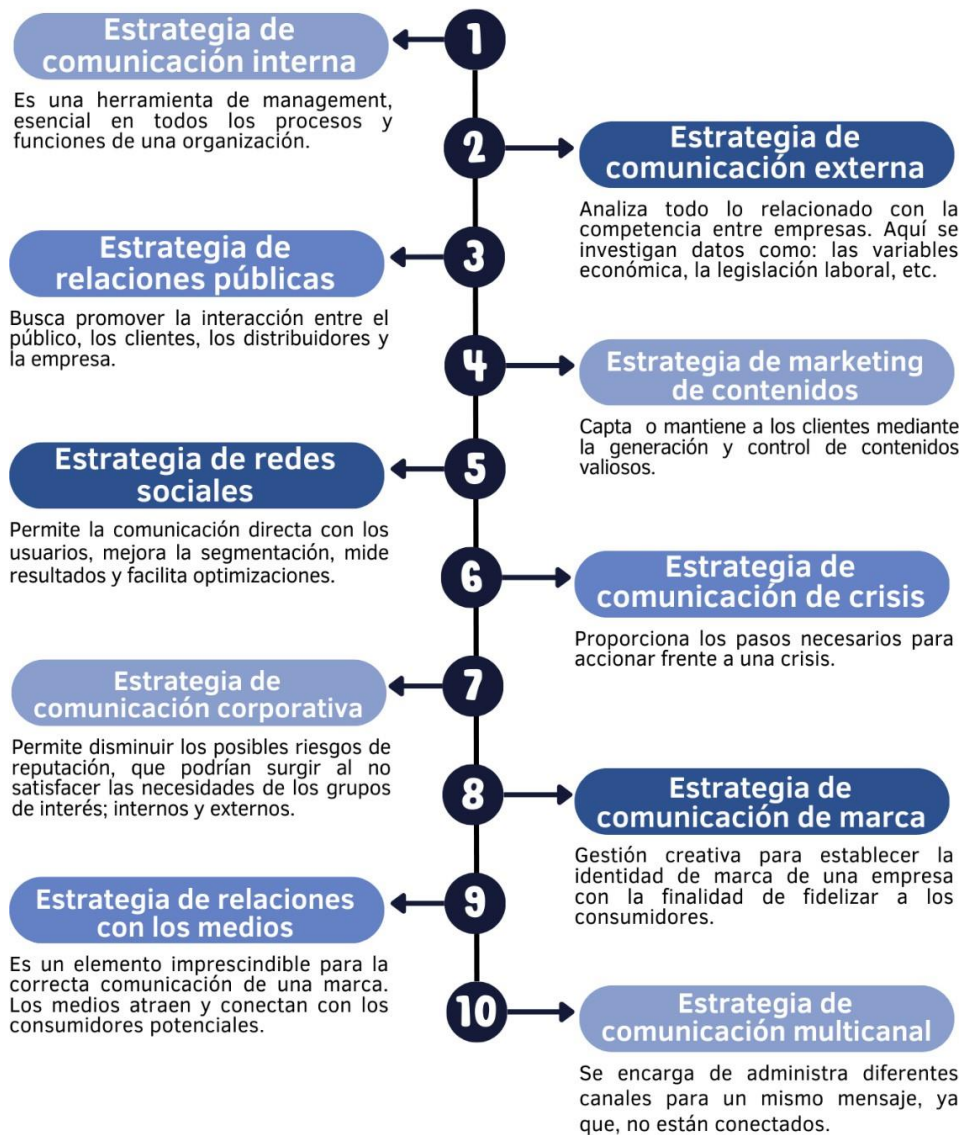 1
Estrategia de
comunicación interna
Es una herramienta de management,
esencial en todos los procesos y
funciones de una organización.
2
Estrategia de
comunicación externa
Analiza todo lo relacionado con la
competencia entre empresas. Aquí se
investigan datos como: las variables
económica, la legislación laboral, etc.
3
Estrategia de
relaciones públicas
Busca promover la interacción entre el
público, los clientes, los distribuidores y
la empresa.
4
Estrategia de marketing
de contenidos
Capta o mantiene a los clientes mediante
la generación y control de contenidos
valiosos.
5
Estrategia de redes
sociales
Permite la comunicación directa con los
usuarios, mejora la segmentación, mide
resultados y facilita optimizaciones.
6
Estrategia de
comunicación de crisis
Proporciona los pasos necesarios para
accionar frente a una crisis.
7
Estrategia de
comunicación corporativa
Permite disminuir los posibles riesgos de
reputación, que podrían surgir al no
satisfacer las necesidades de los grupos
de interés; internos y externos.
8
Estrategia de
comunicación de marca
Gestión creativa para establecer la
identidad de marca de una empresa
con la finalidad de fidelizar a los
consumidores.
9
Estrategia de relaciones
con los medios
Es un elemento imprescindible para la
correcta comunicación de una marca.
Los medios atraen y conectan con los
consumidores potenciales.
10
Estrategia de
comunicación multicanal
Se encarga de administra diferentes
canales para un mismo mensaje, ya
que, no están conectados.